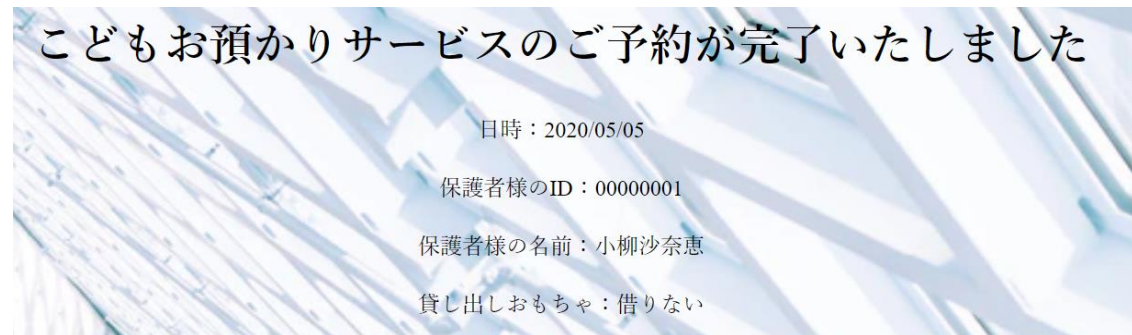 こどもお預かりサービスのご予約が完了いたしました
日時：2020/05/05
保護者様のID：00000001
保護者様の名前：小柳沙奈恵
貸し出しおもちゃ：借りない